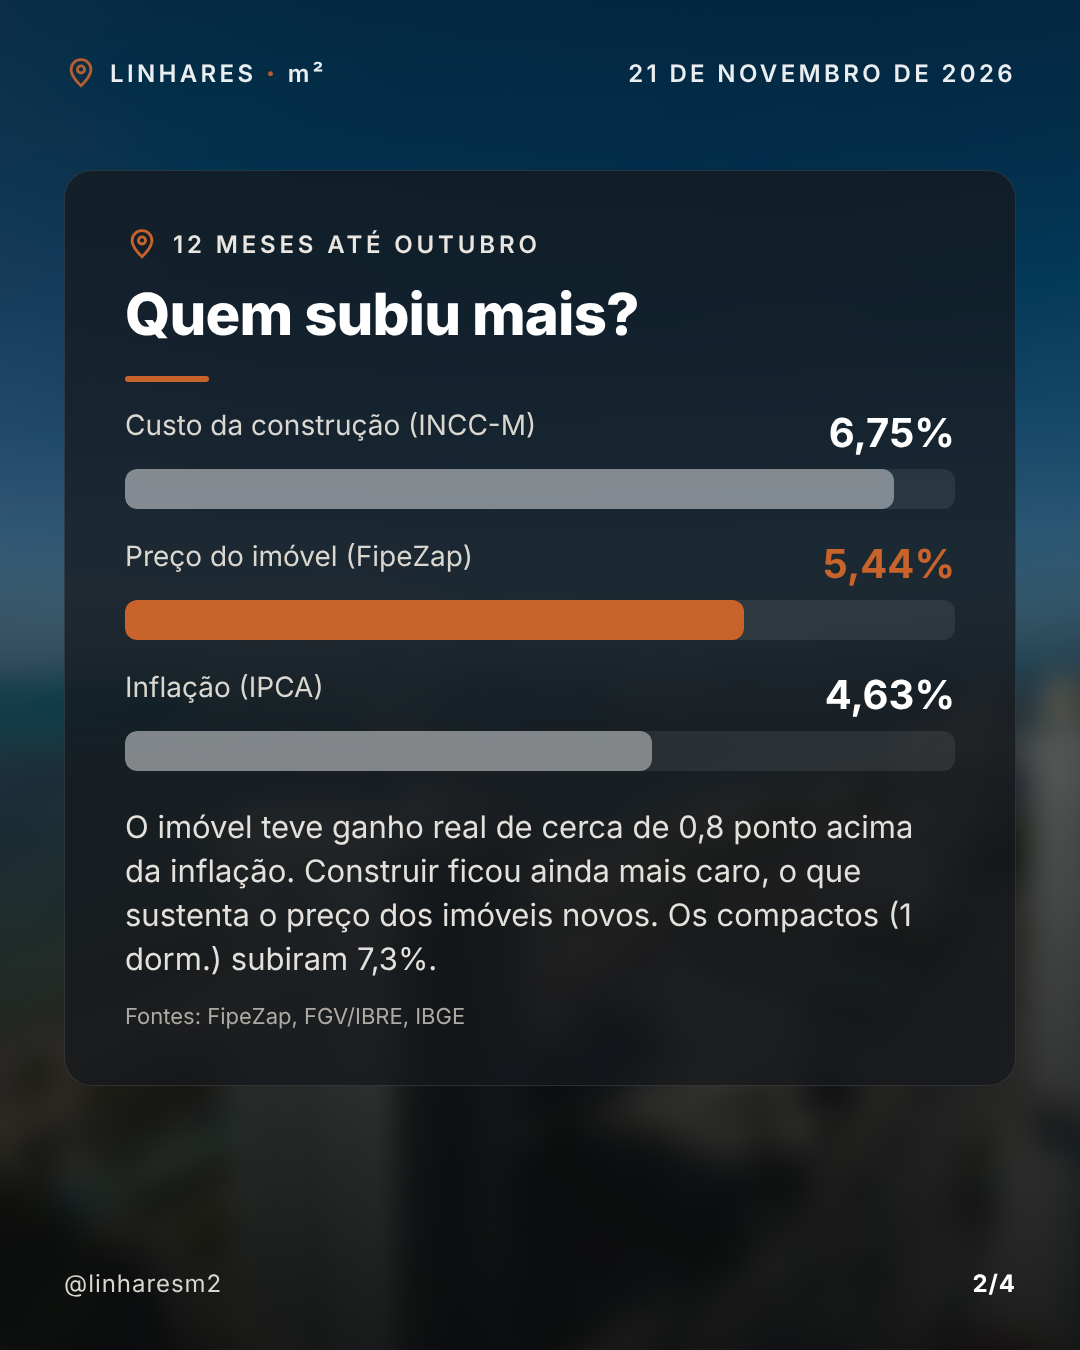 LINHARES · m²
21 DE NOVEMBRO DE 2026
12 MESES ATÉ OUTUBRO
Quem subiu mais?
Custo da construção (INCC-M)
6,75%
Preço do imóvel (FipeZap)
5,44%
Inflação (IPCA)
4,63%
O imóvel teve ganho real de cerca de 0,8 ponto acima
da inflação. Construir ficou ainda mais caro, o que
sustenta o preço dos imóveis novos. Os compactos (1
dorm.) subiram 7,3%.
Fontes: FipeZap, FGV/IBRE, IBGE
@linharesm2
2/4